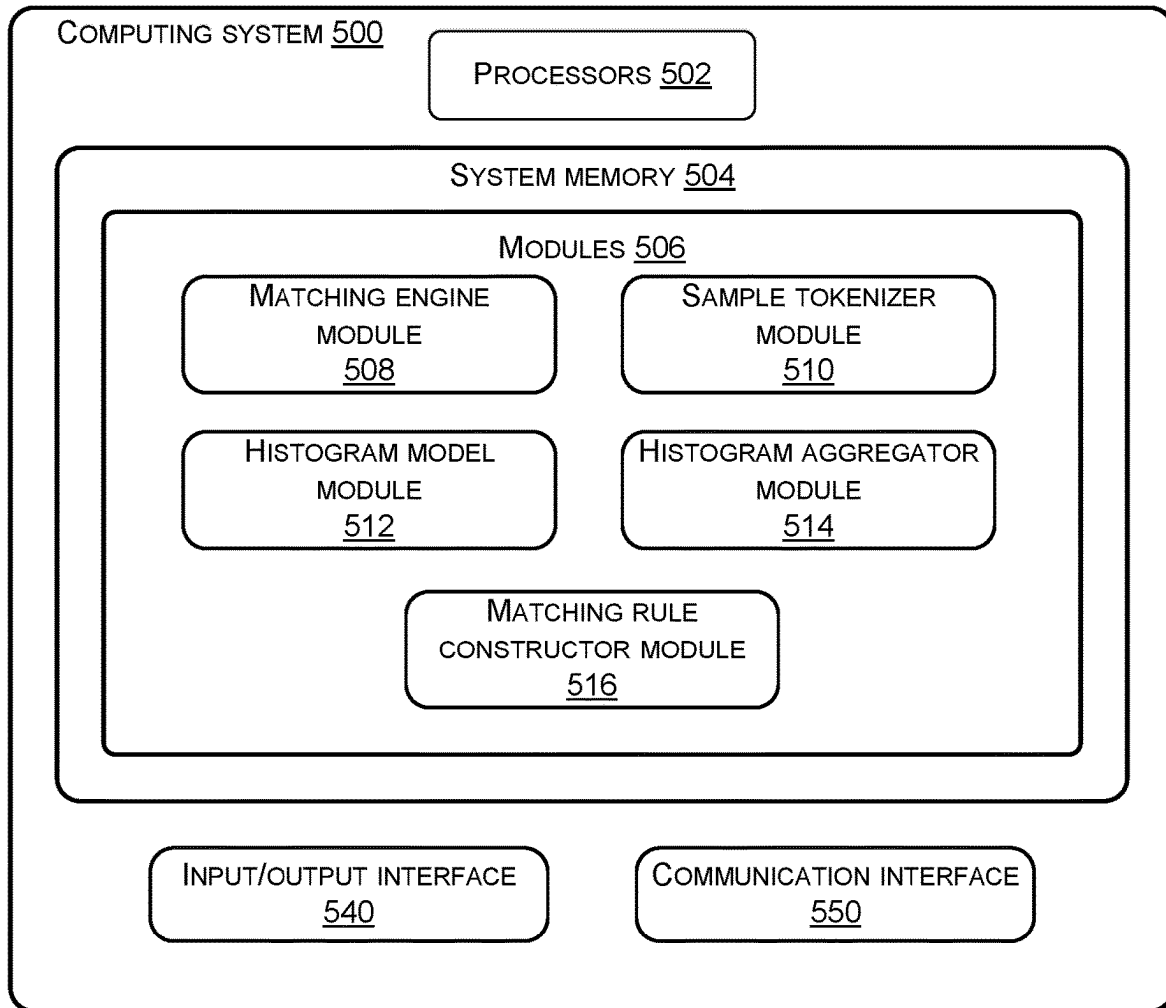 COMPUTING SYSTEM 500
PROCESSORS 502
SYSTEM MEMORY 504
MODULES 506
MATCHING ENGINE
MODULE
508
SAMPLE TOKENIZER
MODULE
510
HISTOGRAM MODEL
MODULE
512
HISTOGRAM AGGREGATOR
MODULE
514
MATCHING RULE
CONSTRUCTOR MODULE
516
INPUT/OUTPUT INTERFACE
540
COMMUNICATION INTERFACE
550